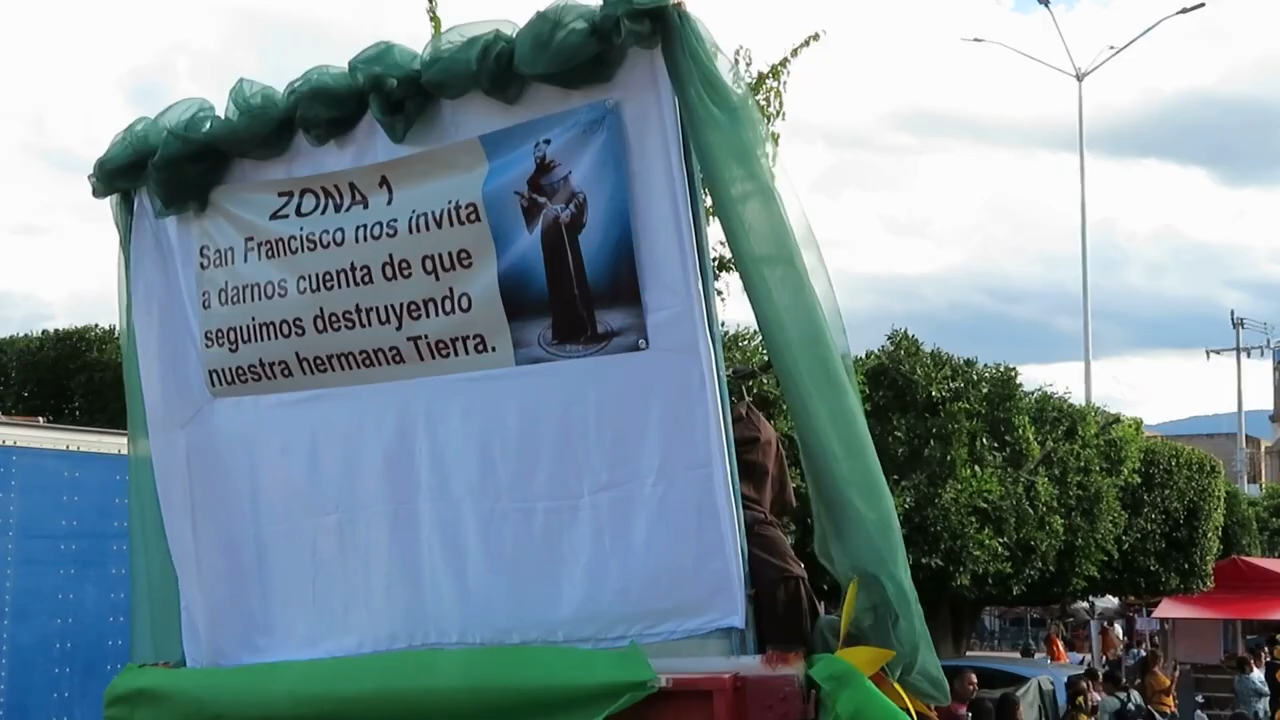 ZONA 1
San Francisco nos invita
a darnos cuenta de que
seguimos destruyendo
nuestra hermana Tierra.